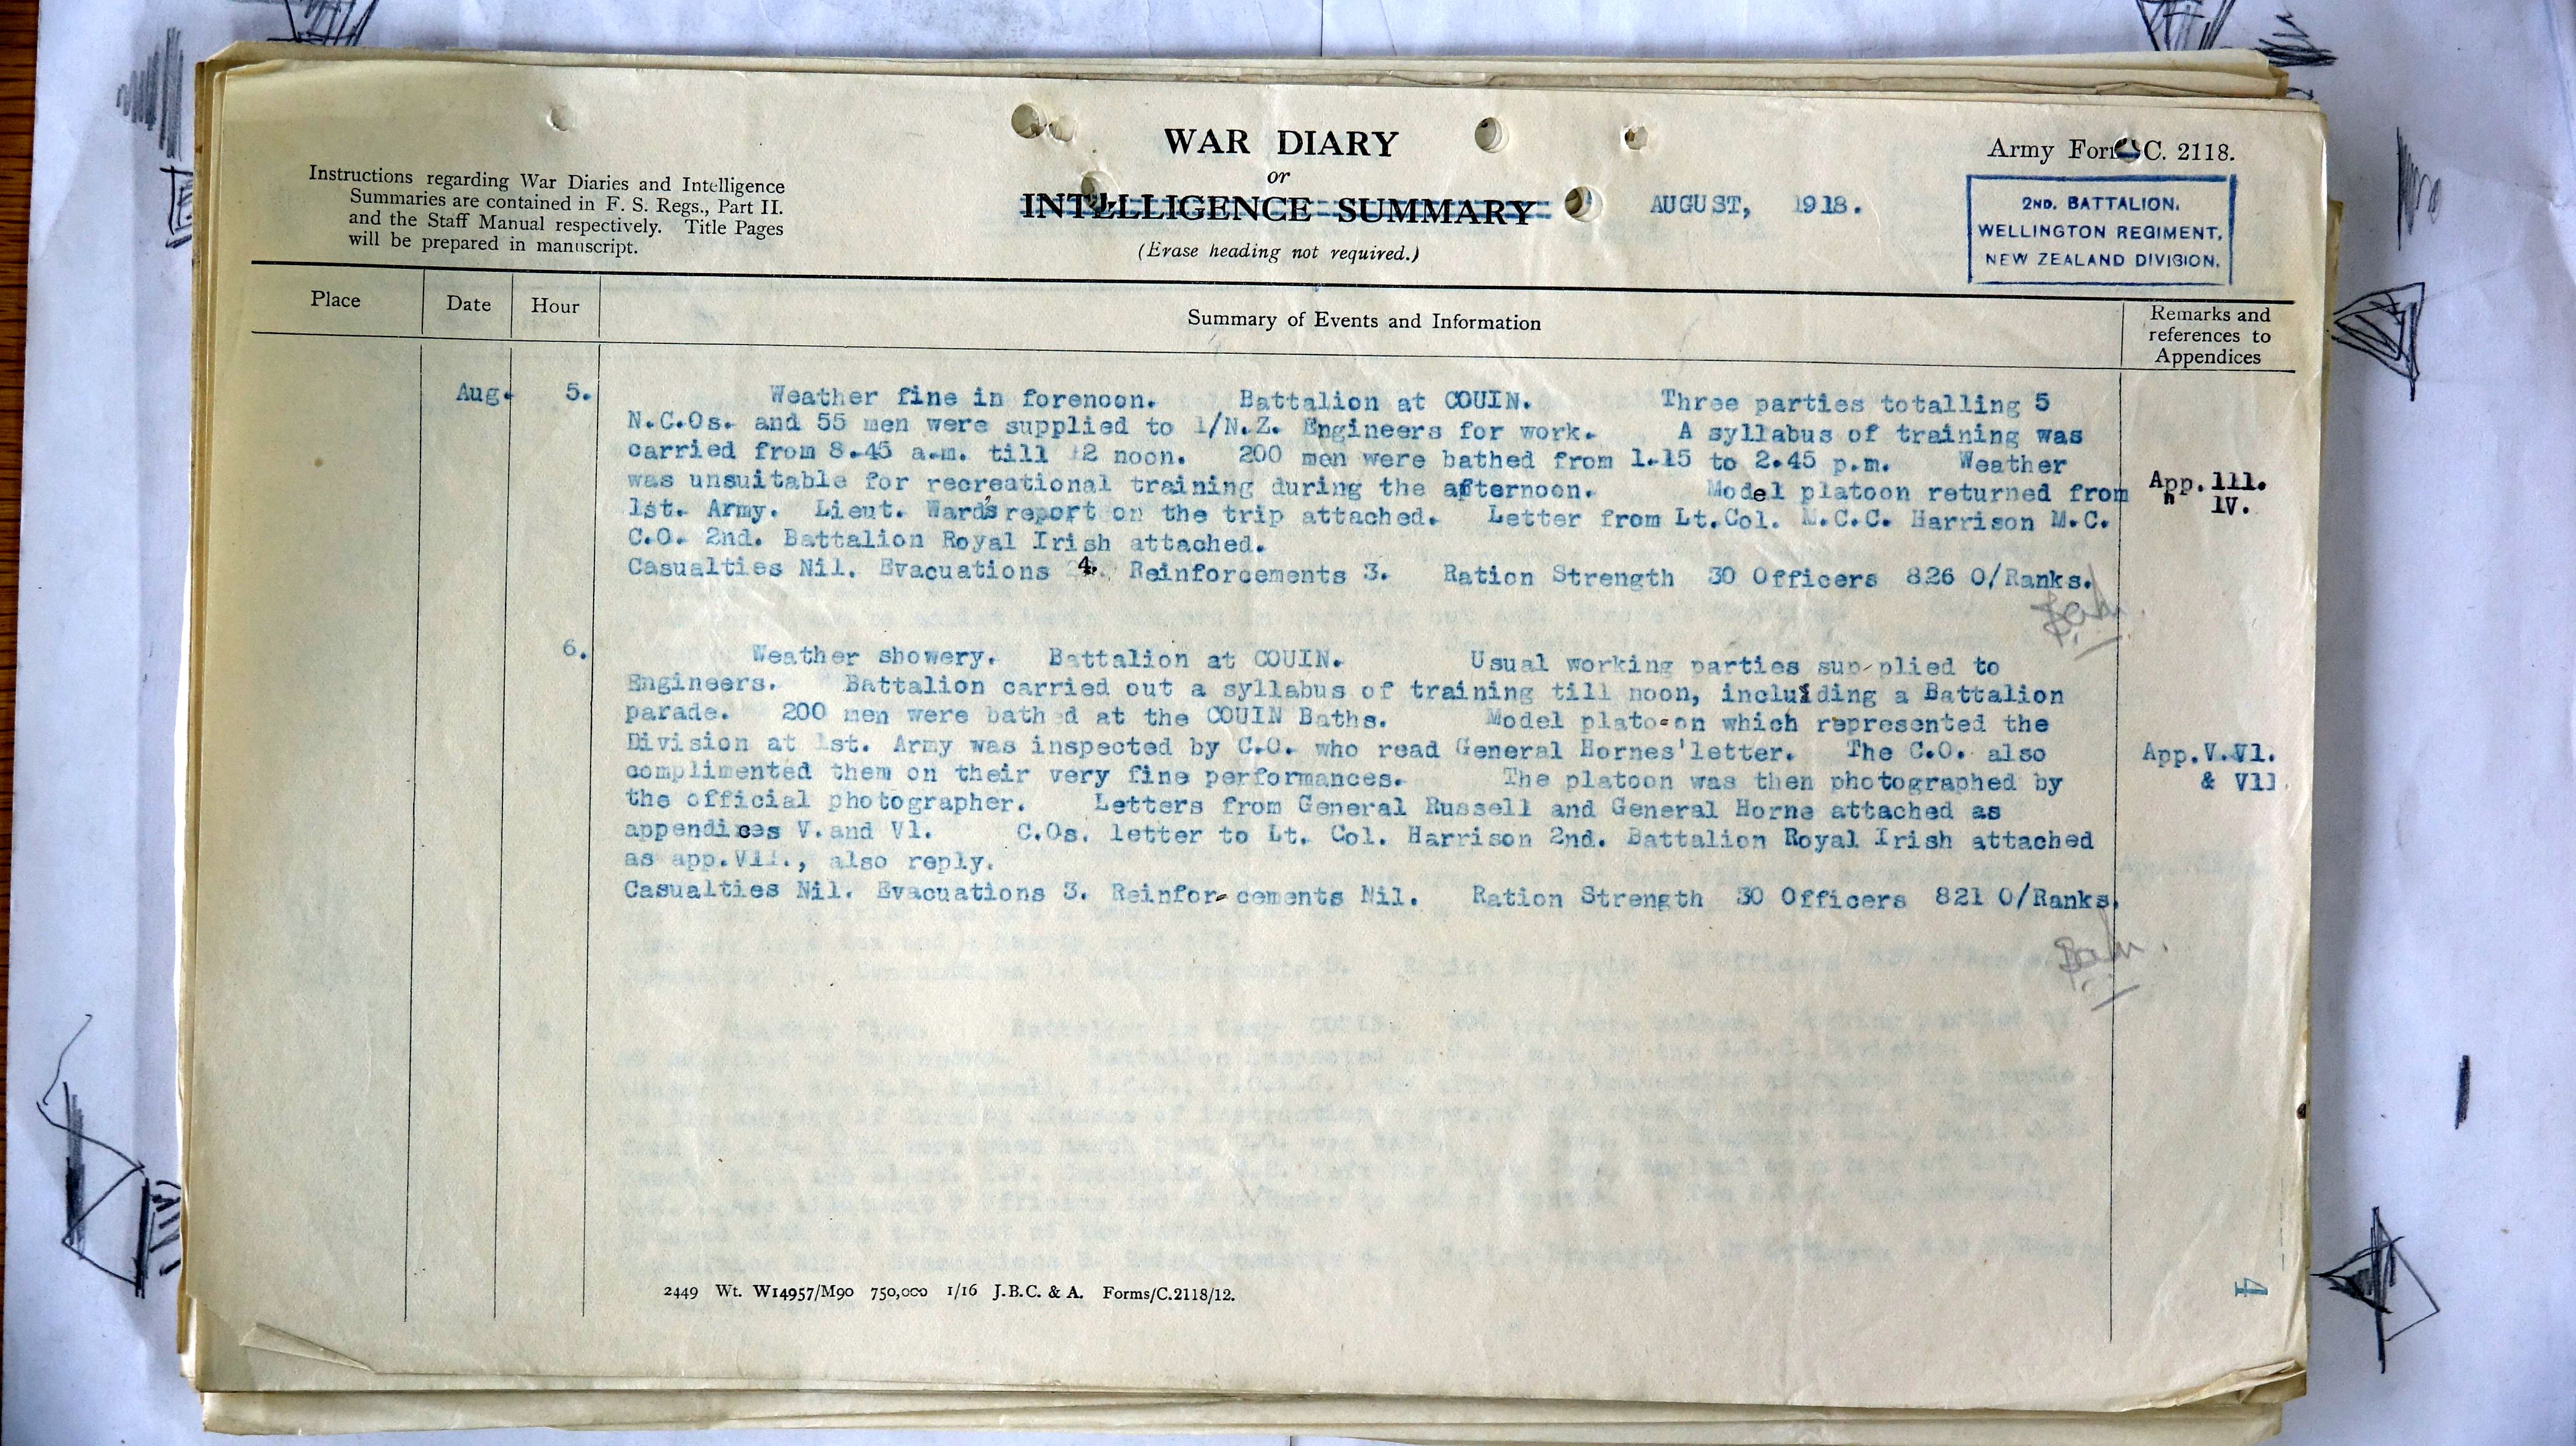 WAR DIARY
or
INTELLIGENCE SUMMARY
(Erase heading not required.)
Instructions regarding War Diaries and Intelligence
Summaries are contained in F. S. Regs., Part II.
and the Staff Manual respectively. Title Pages
will be prepared in manuscript.
AUGUST, 1918.
Army Form C. 2118.
2ND. BATTALION.
WELLINGTON REGIMENT,
NEW ZEALAND DIVISION.
Place Date Hour Summary of Events and Information
Remarks and
references to
Appendices
Aug. 5. Weather fine in forenoon. Battalion at COUIN. Three parties totalling 5
N.C.Os. and 55 men were supplied to 1/N.Z. Engineers for work. A syllabus of training was
carried from 8.45 a.m. till 12 noon. 200 men were bathed from 1.15 to 2.45 p.m. Weather
was unsuitable for recreational training during the afternoon. Model platoon returned from
1st. Army. Lieut. Ward's report on the trip attached. Letter from Lt.Col. M.C.C. Harrison M.C.
C.O. 2nd. Battalion Royal Irish attached.
Casualties Nil. Evacuations 4. Reinforcements 3. Ration Strength 30 Officers 826 O/Ranks.
App. 111.
" 1V.
6. Weather showery. Battalion at COUIN. Usual working parties sup-plied to
Engineers. Battalion carried out a syllabus of training till noon, including a Battalion
parade. 200 men were bathed at the COUIN Baths. Model plato-on which represented the
Division at 1st. Army was inspected by C.O. who read General Hornes' letter. The C.O. also
complimented them on their very fine performances. The platoon was then photographed by
the official photographer. Letters from General Russell and General Horne attached as
appendices V. and V1. C.Os. letter to Lt. Col. Harrison 2nd. Battalion Royal Irish attached
as app.V11., also reply.
Casualties Nil. Evacuations 3. Reinfor-cements Nil. Ration Strength 30 Officers 821 O/Ranks.
App.V.V1.
& V11.
4
2449 Wt. W14957/M90 750,000 1/16 J.B.C. & A. Forms/C.2118/12.